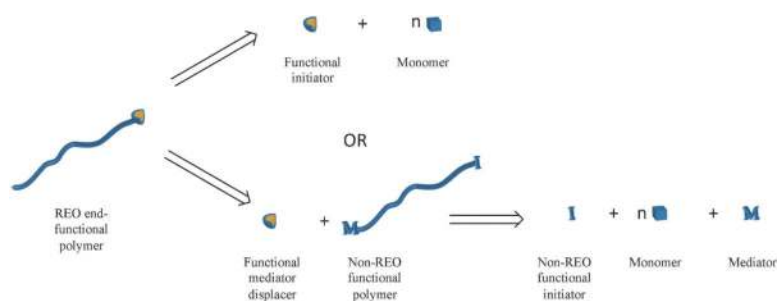 n
+
Functional
initiator
Monomer
OR
REO end-
functional
polymer
M
I
+
I
+
n
+
M
Functional
mediator
displacer
Non-REO
functional
polymer
Non-REO
functional
initiator
Monomer
Mediator